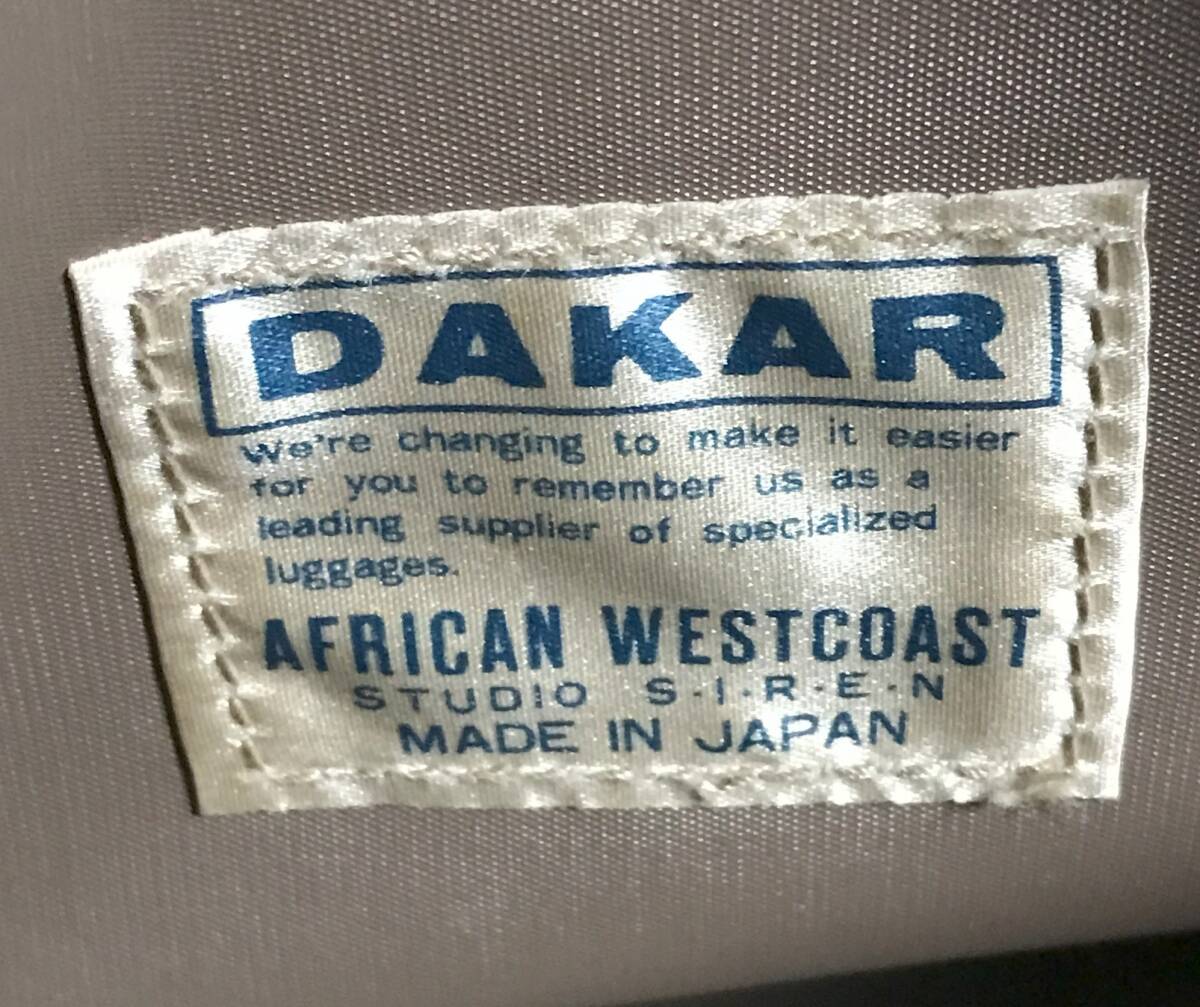 DAKAR
We're changing to make it easier
for you to remember us as a
leading supplier of specialized
luggages.
AFRICAN WESTCOAST
STUDIO S·I·R·E·N
MADE IN JAPAN